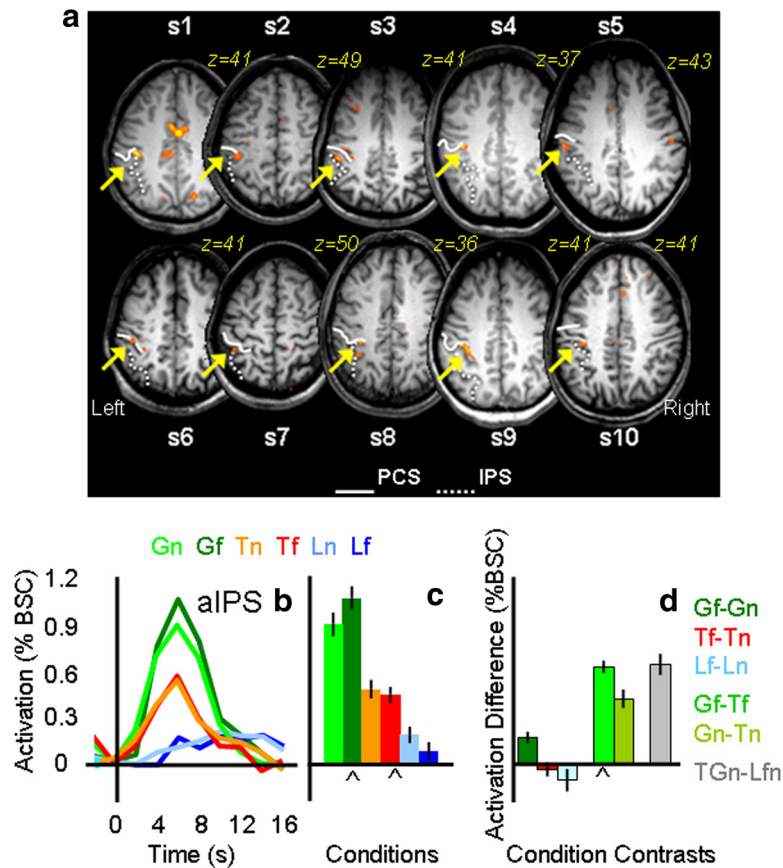 a
s1 s2 s3 s4 s5
z=41 z=49 z=41 z=37 z=43
z=41 z=50 z=36 z=41 z=41
Left Right
s6 s7 s8 s9 s10
PCS IPS
Gn Gf Tn Tf Ln Lf
Activation (% BSC)
1.2
0.9
0.6
0.3
0
aIPS b
0 4 8 12 16
Time (s)
c
^ ^
Conditions
Activation Difference (%BSC)
d
^
Condition Contrasts
Gf-Gn
Tf-Tn
Lf-Ln
Gf-Tf
Gn-Tn
TGn-Lfn